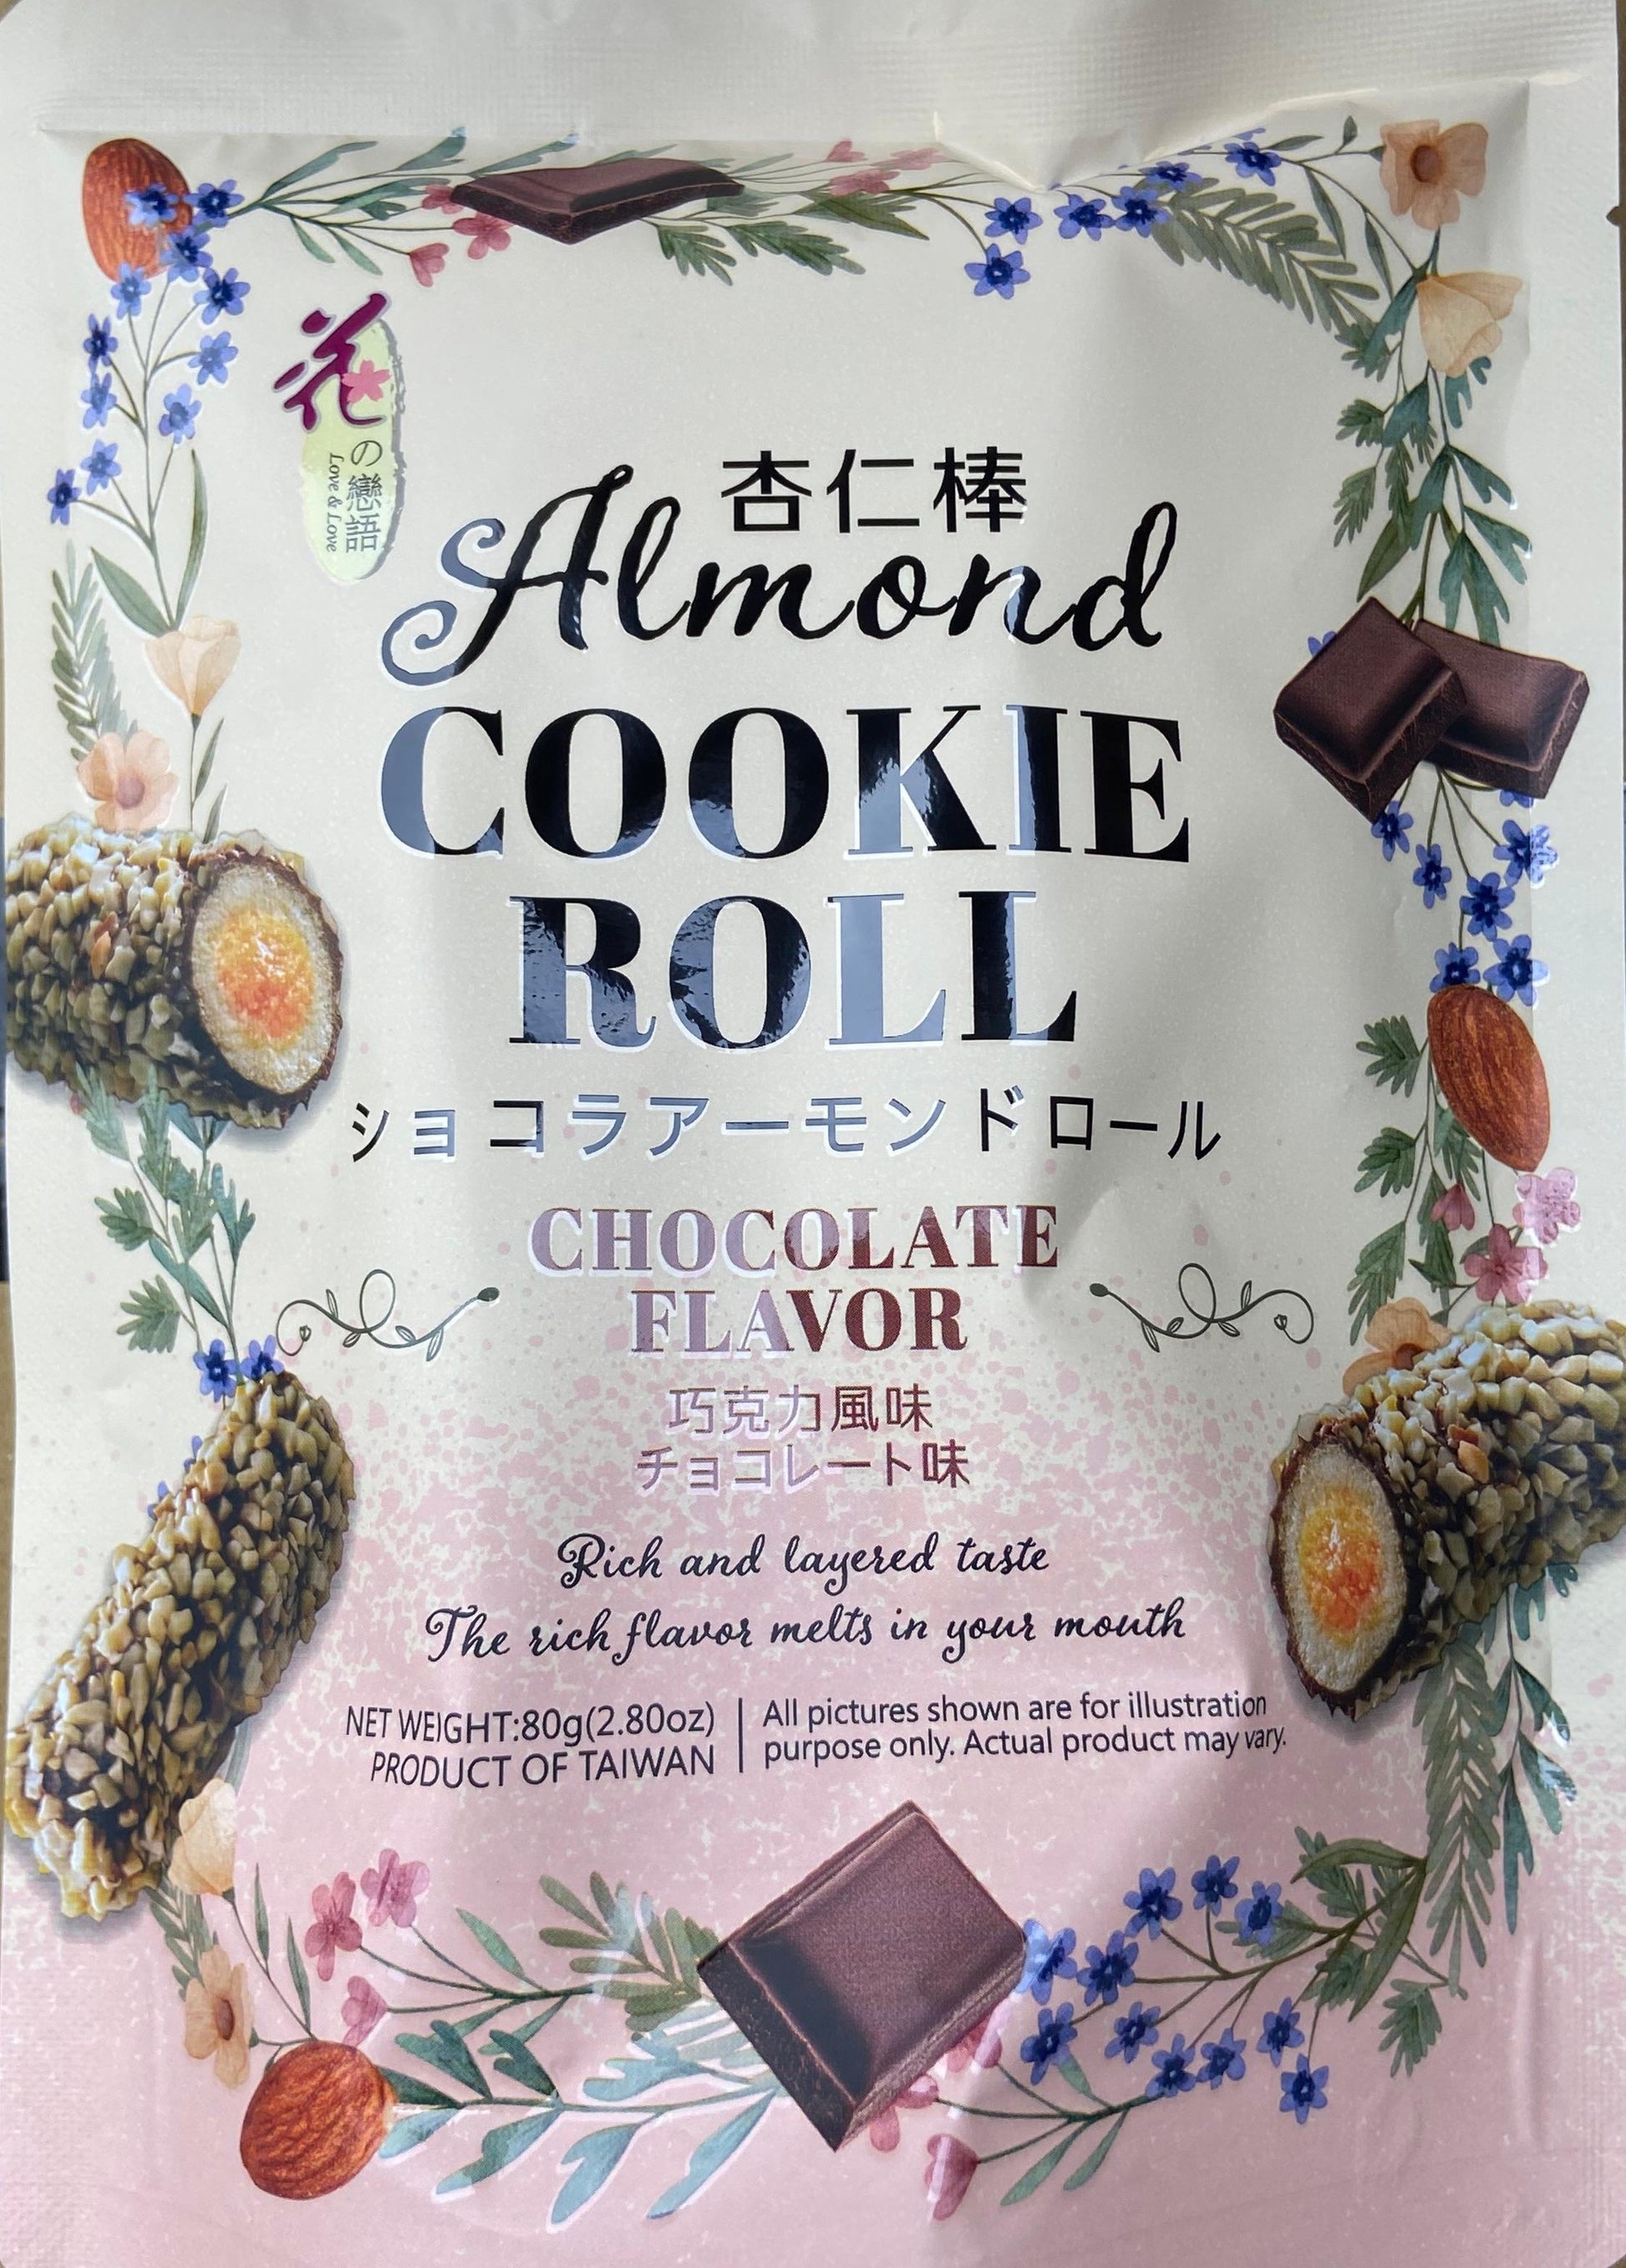 花の戀語
Love & Love
杏仁棒
Almond
COOKIE
ROLL
ショコラアーモンドロール
CHOCOLATE
FLAVOR
巧克力風味
チョコレート味
Rich and layered taste
The rich flavor melts in your mouth
NET WEIGHT:80g(2.80oz)
PRODUCT OF TAIWAN
All pictures shown are for illustration
purpose only. Actual product may vary.